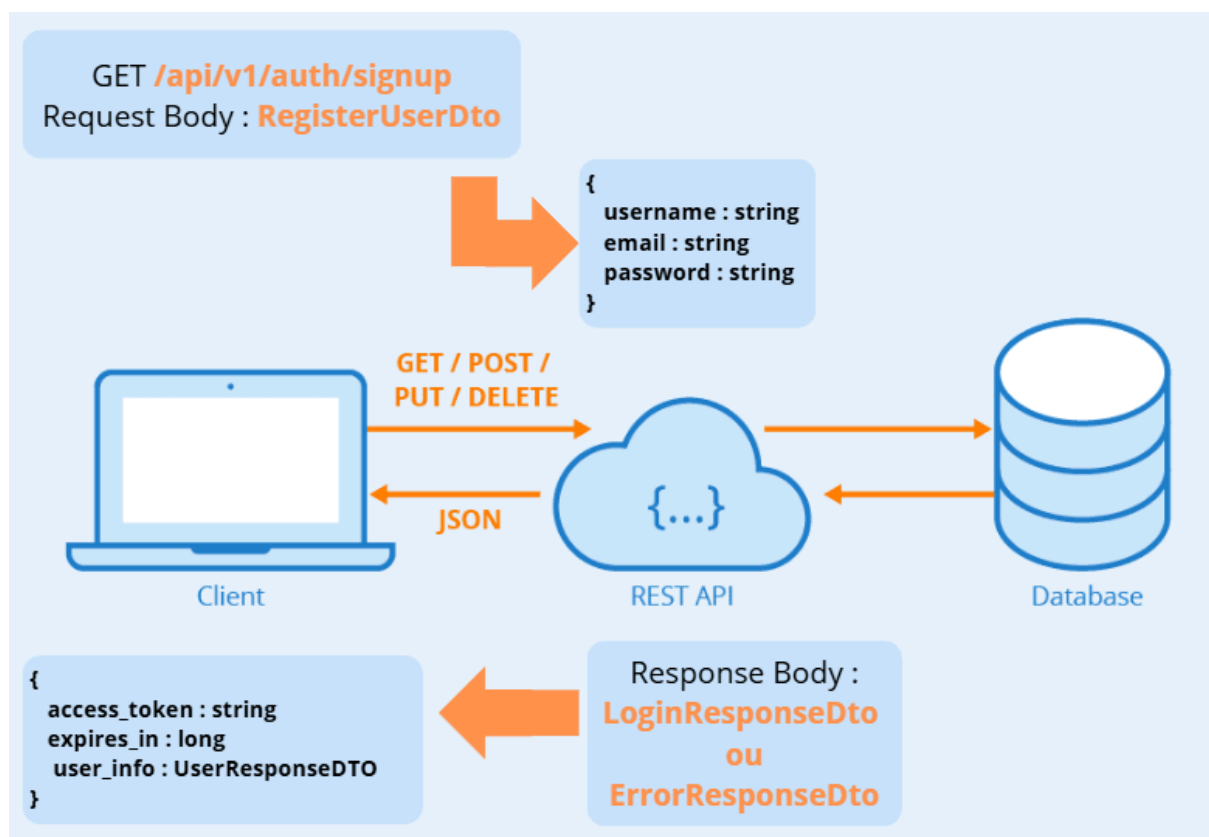 GET /api/v1/auth/signup
Request Body : RegisterUserDto
{
username : string
email : string
password : string
}
GET / POST /
PUT / DELETE
{...}
JSON
Client
REST API
Database
{
access_token : string
expires_in : long
user_info : UserResponseDTO
}
Response Body :
LoginResponseDto
ou
ErrorResponseDto